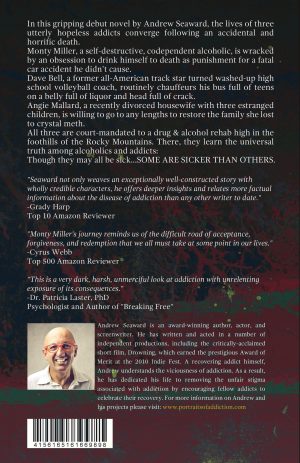 In this gripping debut novel by Andrew Seaward, the lives of three
utterly hopeless addicts converge following an accidental and
horrific death.
Monty Miller, a self-destructive, codependent alcoholic, is wracked
by an obsession to drink himself to death as punishment for a fatal
car accident he didn't cause.
Dave Bell, a former all-American track star turned washed-up high
school volleyball coach, routinely chauffeurs his bus full of teens
on a belly full of liquor and head full of crack.
Angie Mallard, a recently divorced housewife with three estranged
children, is willing to go to any lengths to restore the family she lost
to crystal meth.
All three are court-mandated to a drug & alcohol rehab high in the
foothills of the Rocky Mountains. There, they learn the universal
truth among alcoholics and addicts:
Though they may all be sick...SOME ARE SICKER THAN OTHERS.
"Seaward not only weaves an exceptionally well-constructed story with
wholly credible characters, he offers deeper insights and relates more factual
information about the disease of addiction than any other writer to date."
-Grady Harp
Top 10 Amazon Reviewer
"Monty Miller's journey reminds us of the difficult road of acceptance,
forgiveness, and redemption that we all must take at some point in our lives."
-Cyrus Webb
Top 500 Amazon Reviewer
"This is a very dark, harsh, unmerciful look at addiction with unrelenting
exposure of its consequences."
-Dr. Patricia Laster, PhD
Psychologist and Author of "Breaking Free"
Andrew Seaward is an award-winning author, actor, and
screenwriter. He has written and acted in a number of
independent productions, including the critically-acclaimed
short film, Drowning, which earned the prestigious Award of
Merit at the 2010 Indie Fest. A recovering addict himself,
Andrew understands the viciousness of addiction. As a result,
he has dedicated his life to removing the unfair stigma
associated with addiction by encouraging fellow addicts to
celebrate their recovery. For more information on Andrew and
his projects please visit: www.portraitsofaddiction.com
4156165161669898